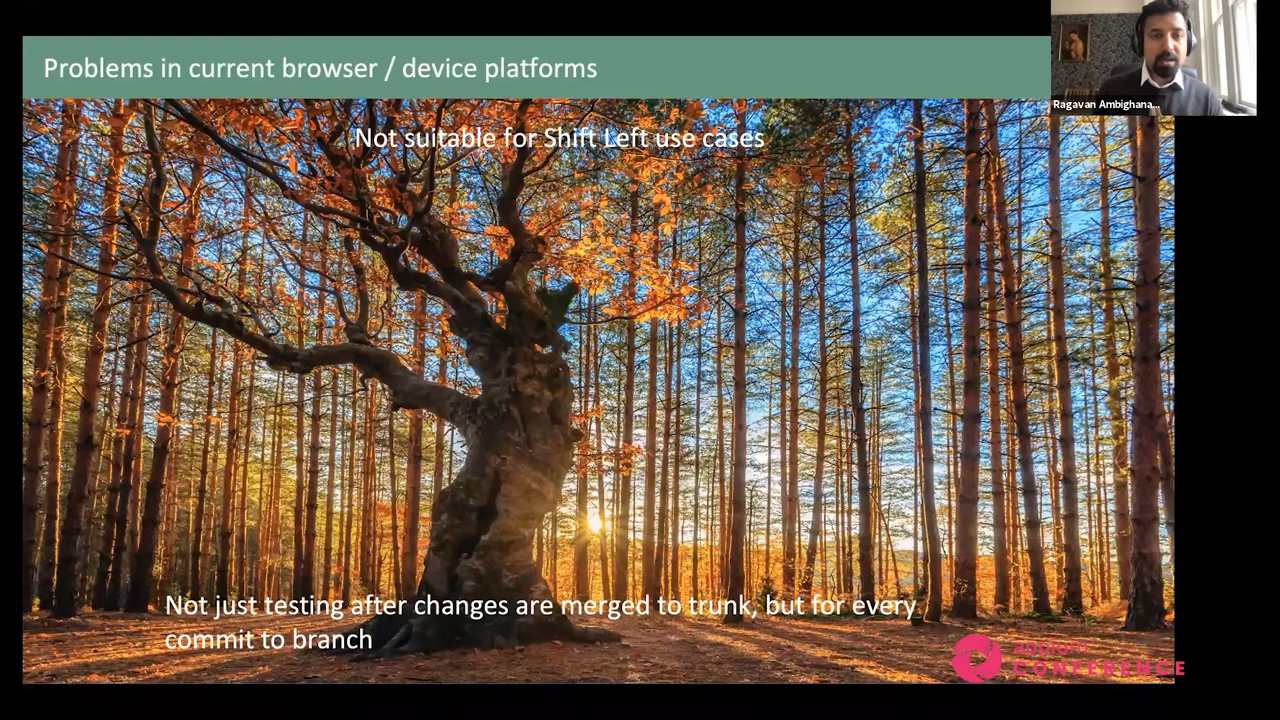 Problems in current browser / device platforms
Ragavan Ambighana...
Not suitable for Shift Left use cases
Not just testing after changes are merged to trunk, but for every
commit to branch
appium
CONFERENCE